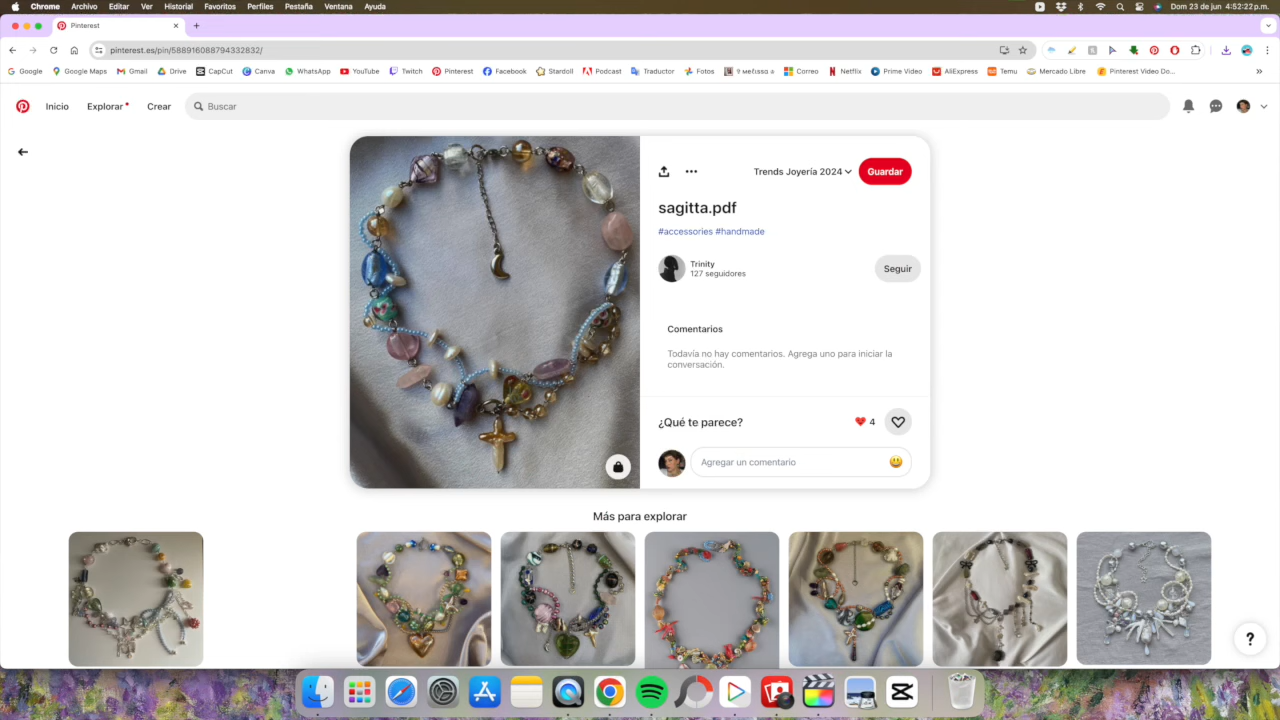 Chrome Archivo Editar Ver Historial Favoritos Perfiles Pestaña Ventana Ayuda Dom 23 de jun 4:52:22 p.m.
Pinterest
pinterest.es/pin/588916088794332832/
Google Google Maps Gmail Drive CapCut Canva WhatsApp YouTube Twitch Pinterest Facebook Stardoll Podcast Traductor Fotos Correo Netflix Prime Video AliExpress Temu Mercado Libre Pinterest Video Do...
Inicio Explorar Crear Buscar
Trends Joyería 2024 Guardar
sagitta.pdf
#accessories #handmade
Trinity
127 seguidores
Seguir
Comentarios
Todavía no hay comentarios. Agrega uno para iniciar la
conversación.
¿Qué te parece? 4
Agregar un comentario
Más para explorar
?